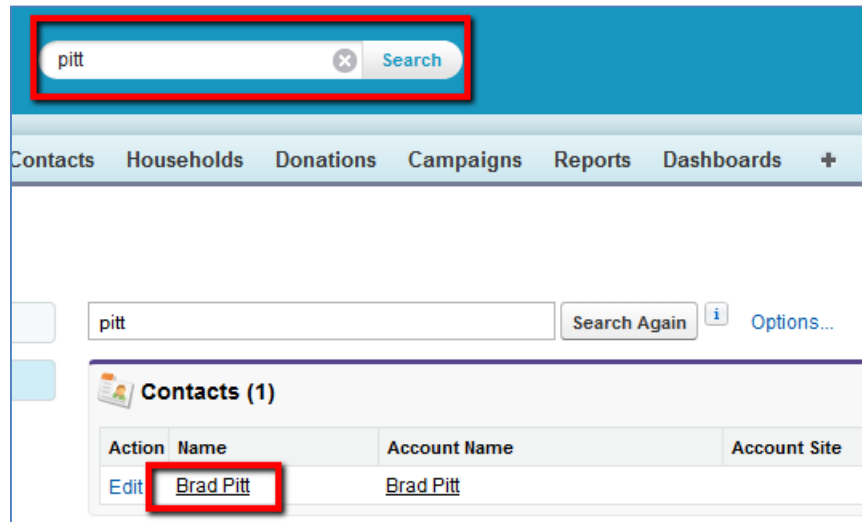 pitt Search
Contacts Households Donations Campaigns Reports Dashboards +
pitt Search Again i Options...
Contacts (1)
Action Name Account Name Account Site
Edit Brad Pitt Brad Pitt